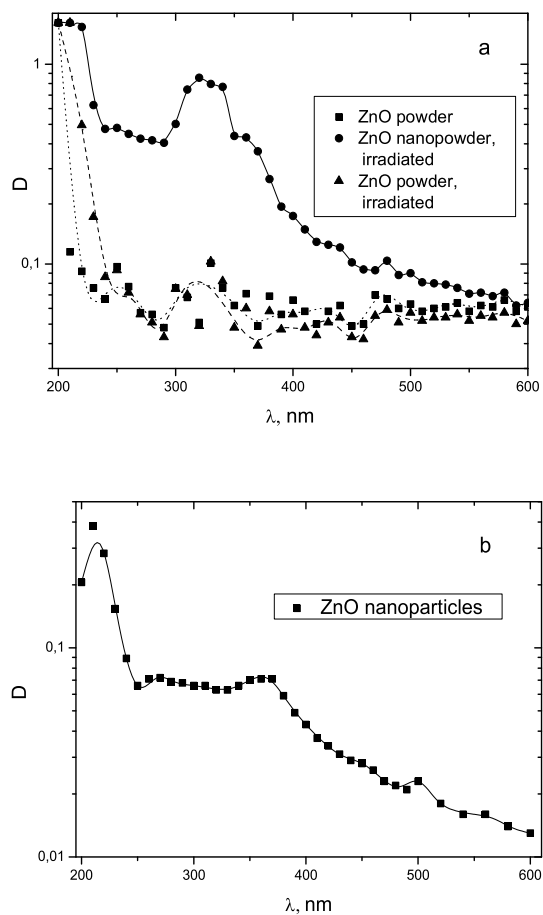 a
1
ZnO powder
ZnO nanopowder,
irradiated
ZnO powder,
irradiated
D
0,1
200 300 400 500 600
λ, nm
b
ZnO nanoparticles
D
0,1
0,01
200 300 400 500 600
λ, nm